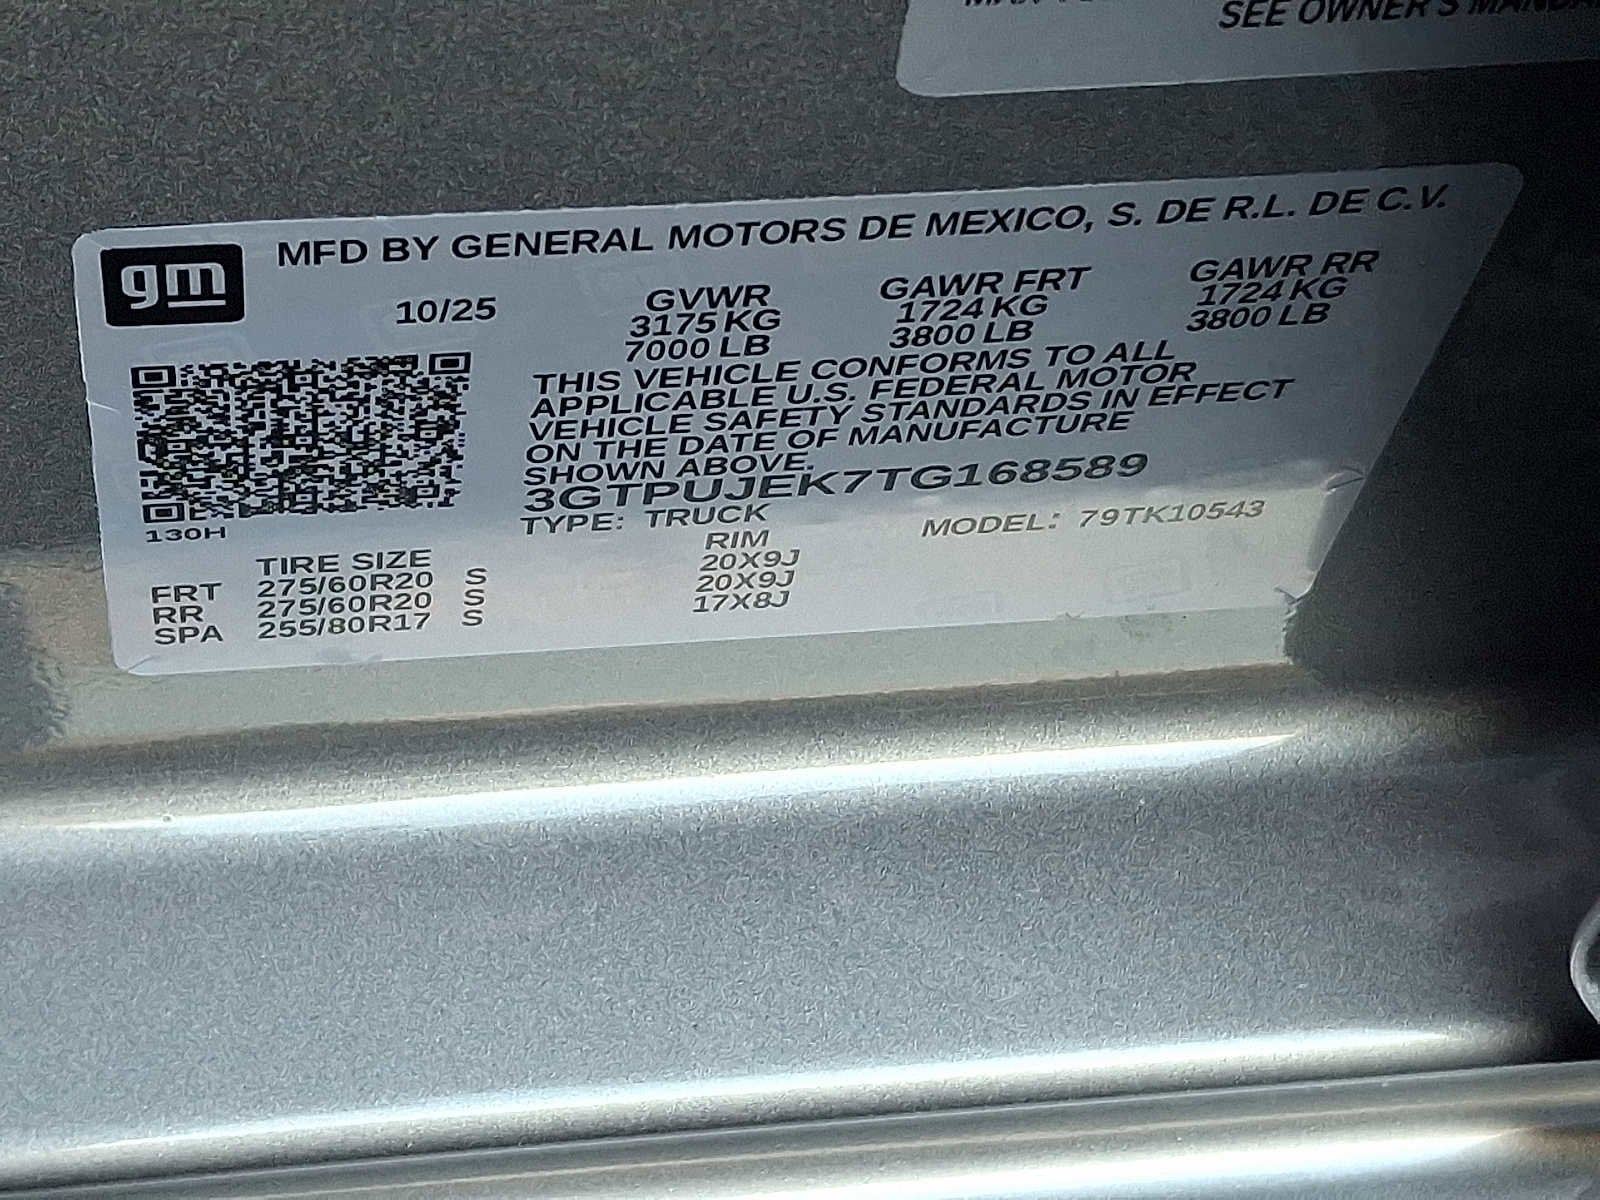 SEE OWNER'S MANUAL
gm
MFD BY GENERAL MOTORS DE MEXICO, S. DE R.L. DE C.V.
10/25 GVWR GAWR FRT GAWR RR
3175 KG 1724 KG 1724 KG
7000 LB 3800 LB 3800 LB
THIS VEHICLE CONFORMS TO ALL
APPLICABLE U.S. FEDERAL MOTOR
VEHICLE SAFETY STANDARDS IN EFFECT
ON THE DATE OF MANUFACTURE
SHOWN ABOVE.
3GTPUJEK7TG168589
130H
TYPE: TRUCK MODEL: 79TK10543
TIRE SIZE RIM
FRT 275/60R20 S 20X9J
RR 275/60R20 S 20X9J
SPA 255/80R17 S 17X8J